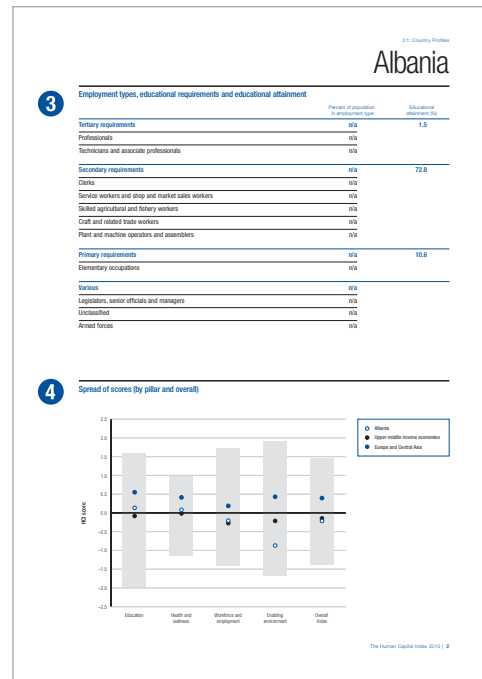 2.1: Country Profiles
Albania
3
Employment types, educational requirements and educational attainment
Percent of population in employment type
Educational attainment (%)
Tertiary requirements n/a 1.5
Professionals n/a
Technicians and associate professionals n/a
Secondary requirements n/a 72.8
Clerks n/a
Service workers and shop and market sales workers n/a
Skilled agricultural and fishery workers n/a
Craft and related trade workers n/a
Plant and machine operators and assemblers n/a
Primary requirements n/a 10.6
Elementary occupations n/a
Various n/a
Legislators, senior officials and managers n/a
Unclassified n/a
Armed forces n/a
4
Spread of scores (by pillar and overall)
2.5
2.0
1.5
1.0
0.5
0.0
–0.5
–1.0
–1.5
–2.0
–2.5
HCI score
Albania
Upper-middle income economies
Europe and Central Asia
Education
Health and wellness
Workforce and employment
Enabling environment
Overall Index
The Human Capital Index 2013 | 2